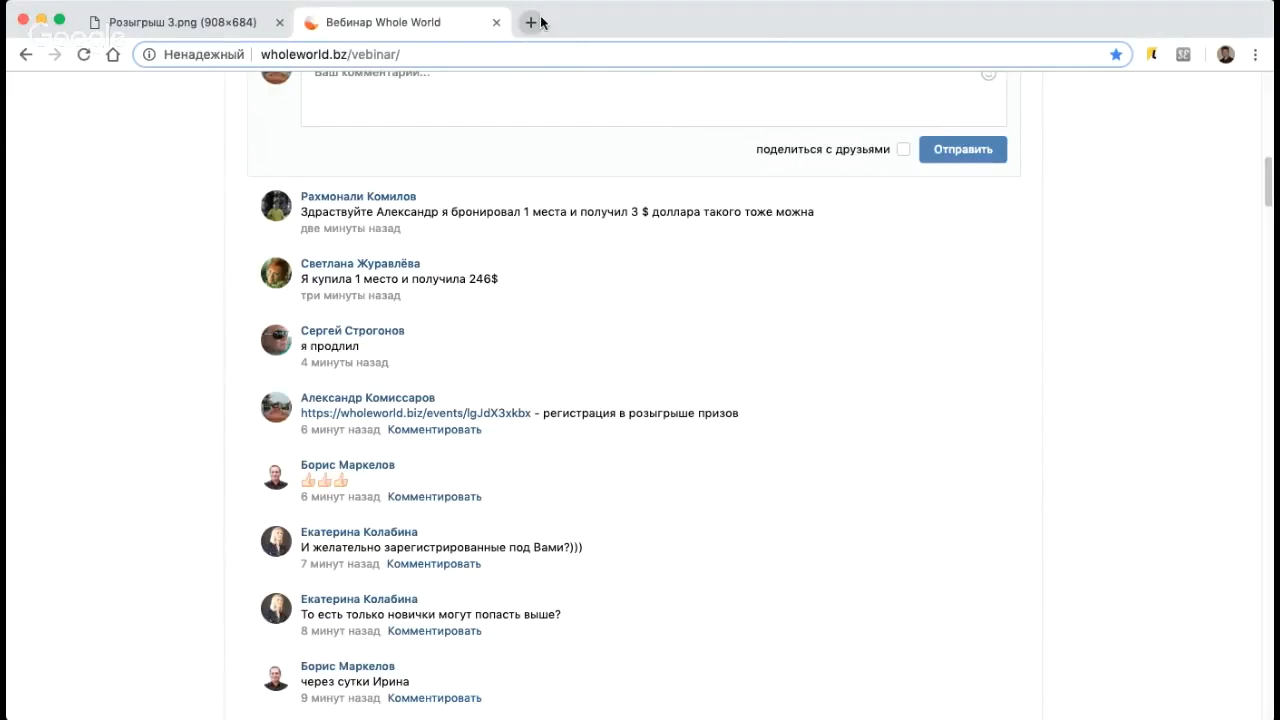 Розыгрыш 3.png (908×684)
Вебинар Whole World
Google
Ненадежный
wholeworld.bz/vebinar/
Ваш комментарий...
поделиться с друзьями
Отправить
Рахмонали Комилов
Здраствуйте Александр я бронировал 1 места и получил 3 $ доллара такого тоже можна
две минуты назад
Светлана Журавлёва
Я купила 1 место и получила 246$
три минуты назад
Сергей Строгонов
я продлил
4 минуты назад
Александр Комиссаров
https://wholeworld.biz/events/lgJdX3xkbx - регистрация в розыгрыше призов
6 минут назад Комментировать
Борис Маркелов
6 минут назад Комментировать
Екатерина Колабина
И желательно зарегистрированные под Вами?)))
7 минут назад Комментировать
Екатерина Колабина
То есть только новички могут попасть выше?
8 минут назад Комментировать
Борис Маркелов
через сутки Ирина
9 минут назад Комментировать